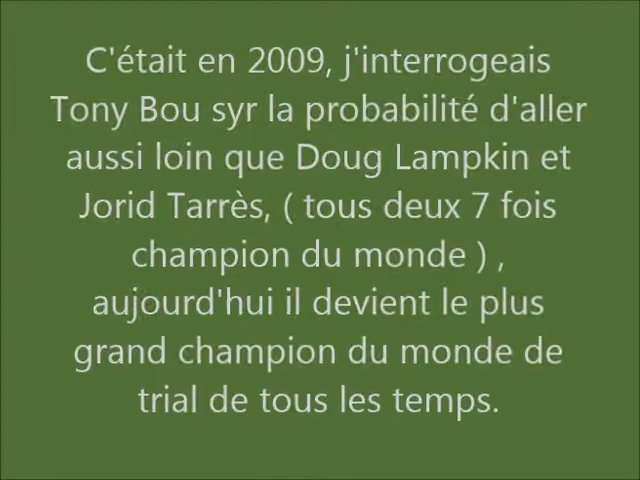 C'était en 2009, j'interrogeais
Tony Bou syr la probabilité d'aller
aussi loin que Doug Lampkin et
Jorid Tarrès, ( tous deux 7 fois
champion du monde ) ,
aujourd'hui il devient le plus
grand champion du monde de
trial de tous les temps.